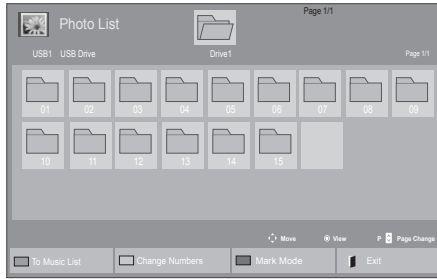 Page 1/1
Photo List
USB1 USB Drive Drive1 Page 1/1
01 02 03 04 05 06 07 08 09
10 11 12 13 14 15
Move View P Page Change
To Music List Change Numbers Mark Mode Exit